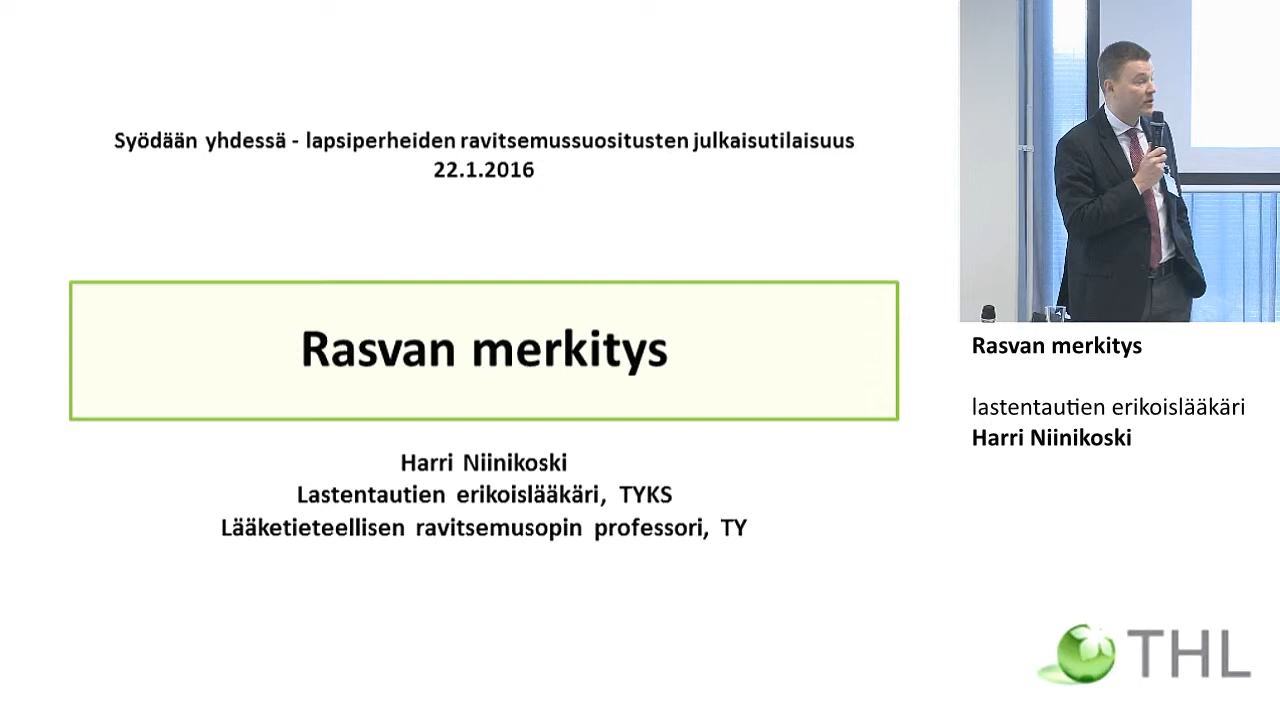 Syödään yhdessä - lapsiperheiden ravitsemussuositusten julkaisutilaisuus
22.1.2016
Rasvan merkitys
Harri Niinikoski
Lastentautien erikoislääkäri, TYKS
Lääketieteellisen ravitsemusopin professori, TY
Rasvan merkitys
lastentautien erikoislääkäri
Harri Niinikoski
THL